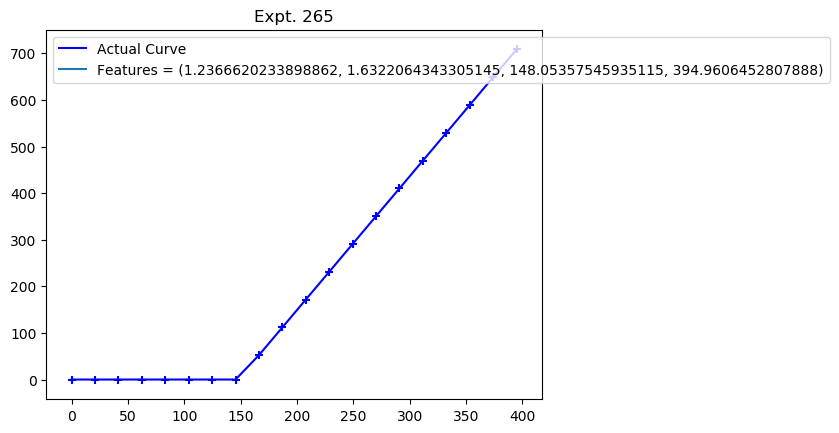 Expt. 265
Actual Curve
Features = (1.2366620233898862, 1.6322064343305145, 148.05357545935115, 394.9606452807888)
700
600
500
400
300
200
100
0
0 50 100 150 200 250 300 350 400